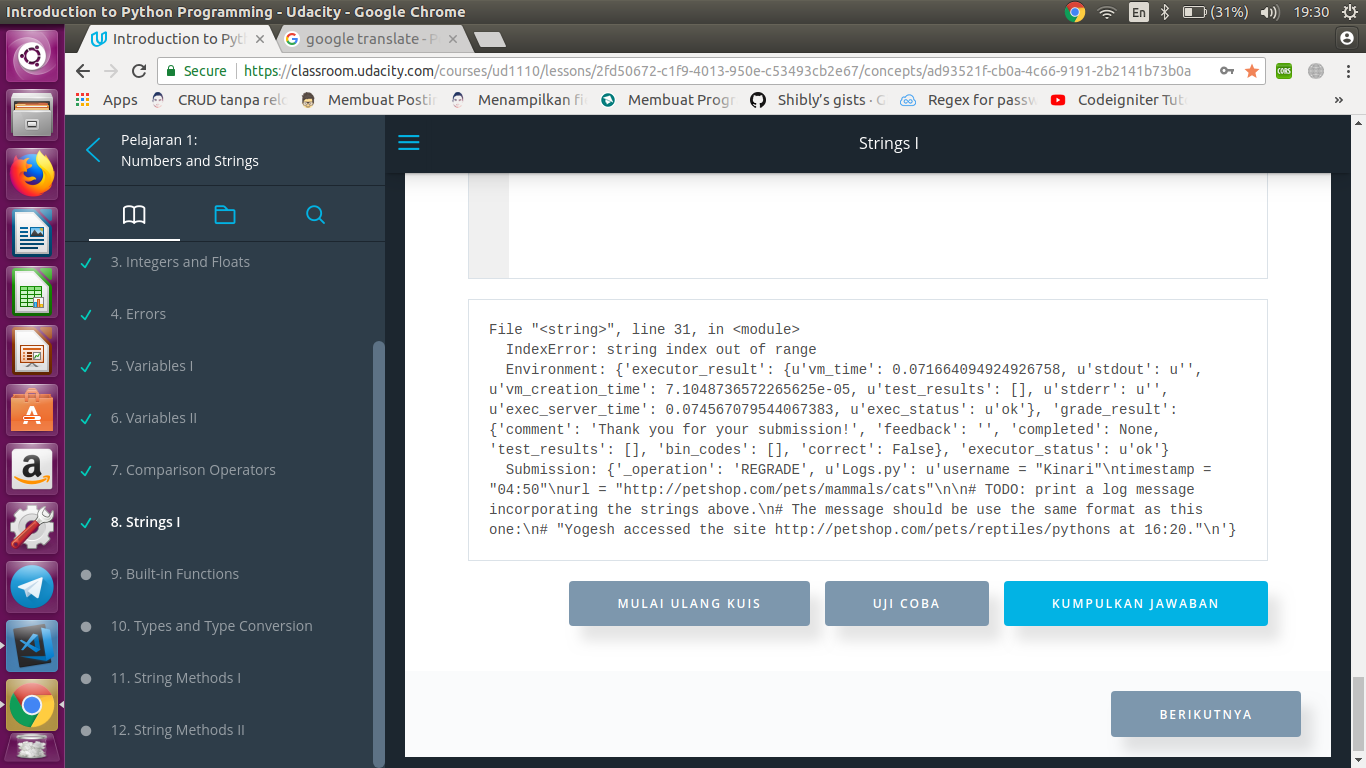 Introduction to Python Programming - Udacity - Google Chrome
En
(31%)
19:30
Introduction to Pyt
google translate - P
Secure
https://classroom.udacity.com/courses/ud1110/lessons/2fd50672-c1f9-4013-950e-c53493cb2e67/concepts/ad93521f-cb0a-4c66-9191-2b2141b73b0a
CORS
Apps
CRUD tanpa relo
Membuat Postin
Menampilkan fi
Membuat Progr
Shibly's gists · G
Regex for passw
Codeigniter Tut
»
Pelajaran 1:
Numbers and Strings
Strings I
3. Integers and Floats
4. Errors
5. Variables I
6. Variables II
7. Comparison Operators
8. Strings I
9. Built-in Functions
10. Types and Type Conversion
11. String Methods I
12. String Methods II
File "<string>", line 31, in <module>
IndexError: string index out of range
Environment: {'executor_result': {u'vm_time': 0.071664094924926758, u'stdout': u'',
u'vm_creation_time': 7.1048736572265625e-05, u'test_results': [], u'stderr': u'',
u'exec_server_time': 0.074567079544067383, u'exec_status': u'ok'}, 'grade_result':
{'comment': 'Thank you for your submission!', 'feedback': '', 'completed': None,
'test_results': [], 'bin_codes': [], 'correct': False}, 'executor_status': u'ok'}
Submission: {'_operation': 'REGRADE', u'Logs.py': u'username = "Kinari"\ntimestamp =
"04:50"\nurl = "http://petshop.com/pets/mammals/cats"\n\n# TODO: print a log message
incorporating the strings above.\n# The message should be use the same format as this
one:\n# "Yogesh accessed the site http://petshop.com/pets/reptiles/pythons at 16:20."\n'}
MULAI ULANG KUIS
UJI COBA
KUMPULKAN JAWABAN
BERIKUTNYA